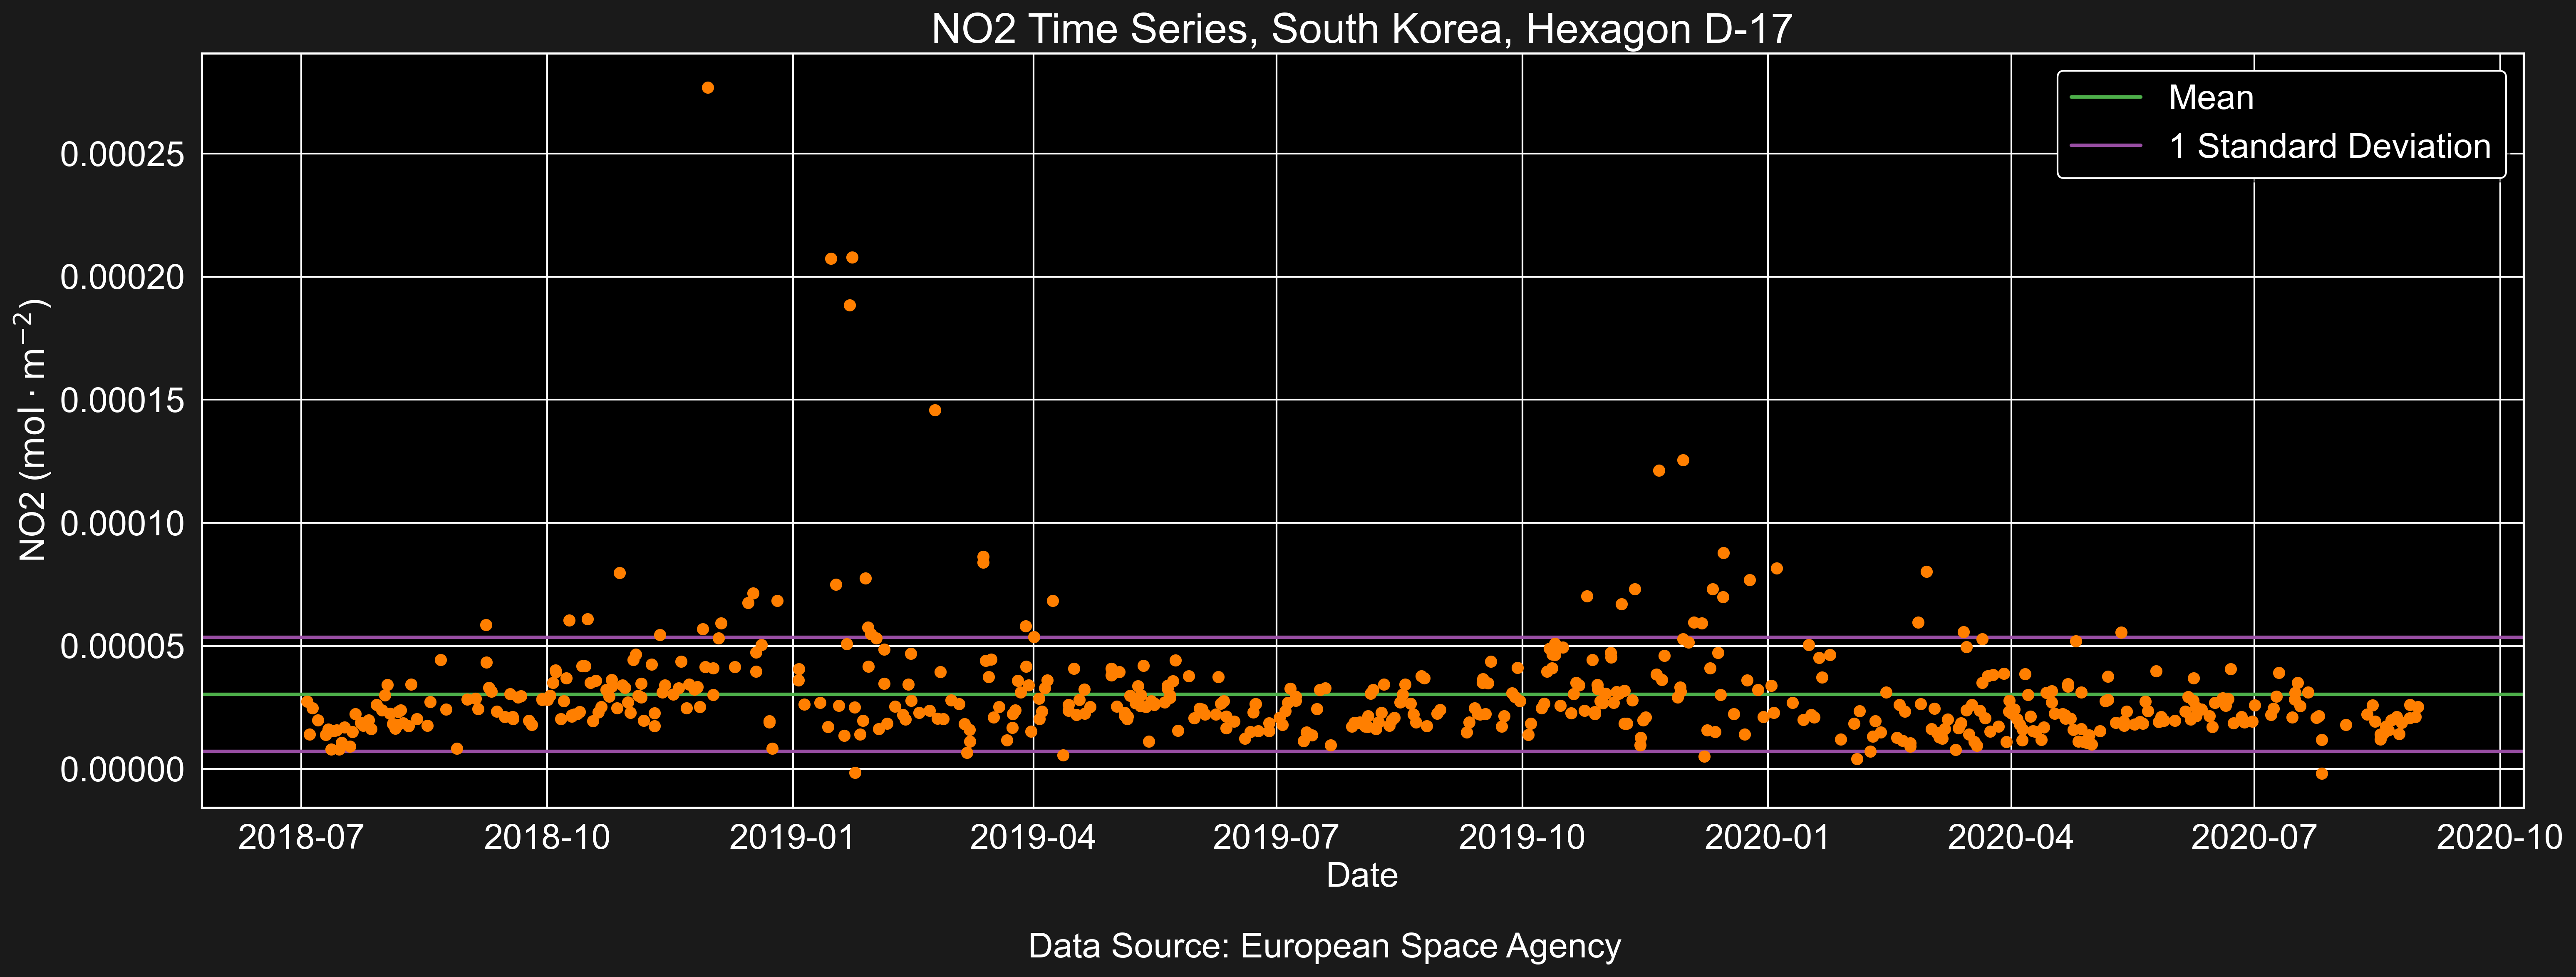 NO2 Time Series, South Korea, Hexagon D-17
Mean
1 Standard Deviation
NO2 (mol · m⁻²)
0.00025
0.00020
0.00015
0.00010
0.00005
0.00000
2018-07 2018-10 2019-01 2019-04 2019-07 2019-10 2020-01 2020-04 2020-07 2020-10
Date
Data Source: European Space Agency